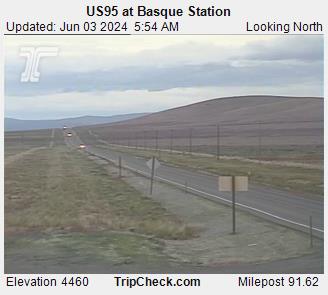 US95 at Basque Station
Updated: Jun 03 2024 5:54 AM Looking North
Elevation 4460 TripCheck.com Milepost 91.62